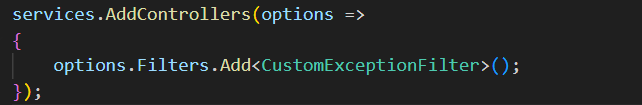 services.AddControllers(options =>
{
    options.Filters.Add<CustomExceptionFilter>();
});